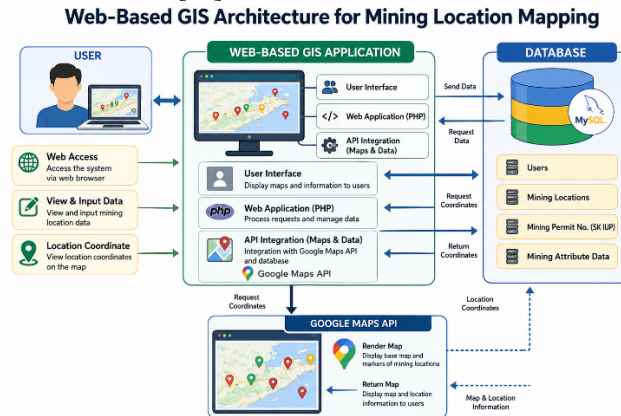 Web-Based GIS Architecture for Mining Location Mapping
USER
WEB-BASED GIS APPLICATION
DATABASE
User Interface
Web Application (PHP)
API Integration
(Maps & Data)
Send Data
Request
Data
MySQL
Web Access
Access the system
via web browser
View & Input Data
View and input mining
location data
Location Coordinate
View location coordinates
on the map
User Interface
Display maps and information to users
php
Web Application (PHP)
Process requests and manage data
API Integration (Maps & Data)
Integration with Google Maps API
and database
Google Maps API
Request
Coordinates
Return
Coordinates
Users
Mining Locations
Mining Permit No. (SK IUP)
Mining Attribute Data
Request
Coordinates
Location
Coordinates
GOOGLE MAPS API
Render Map
Display base map and
markers of mining locations
Return Map
Display map and location
information to users
Map & Location
Information